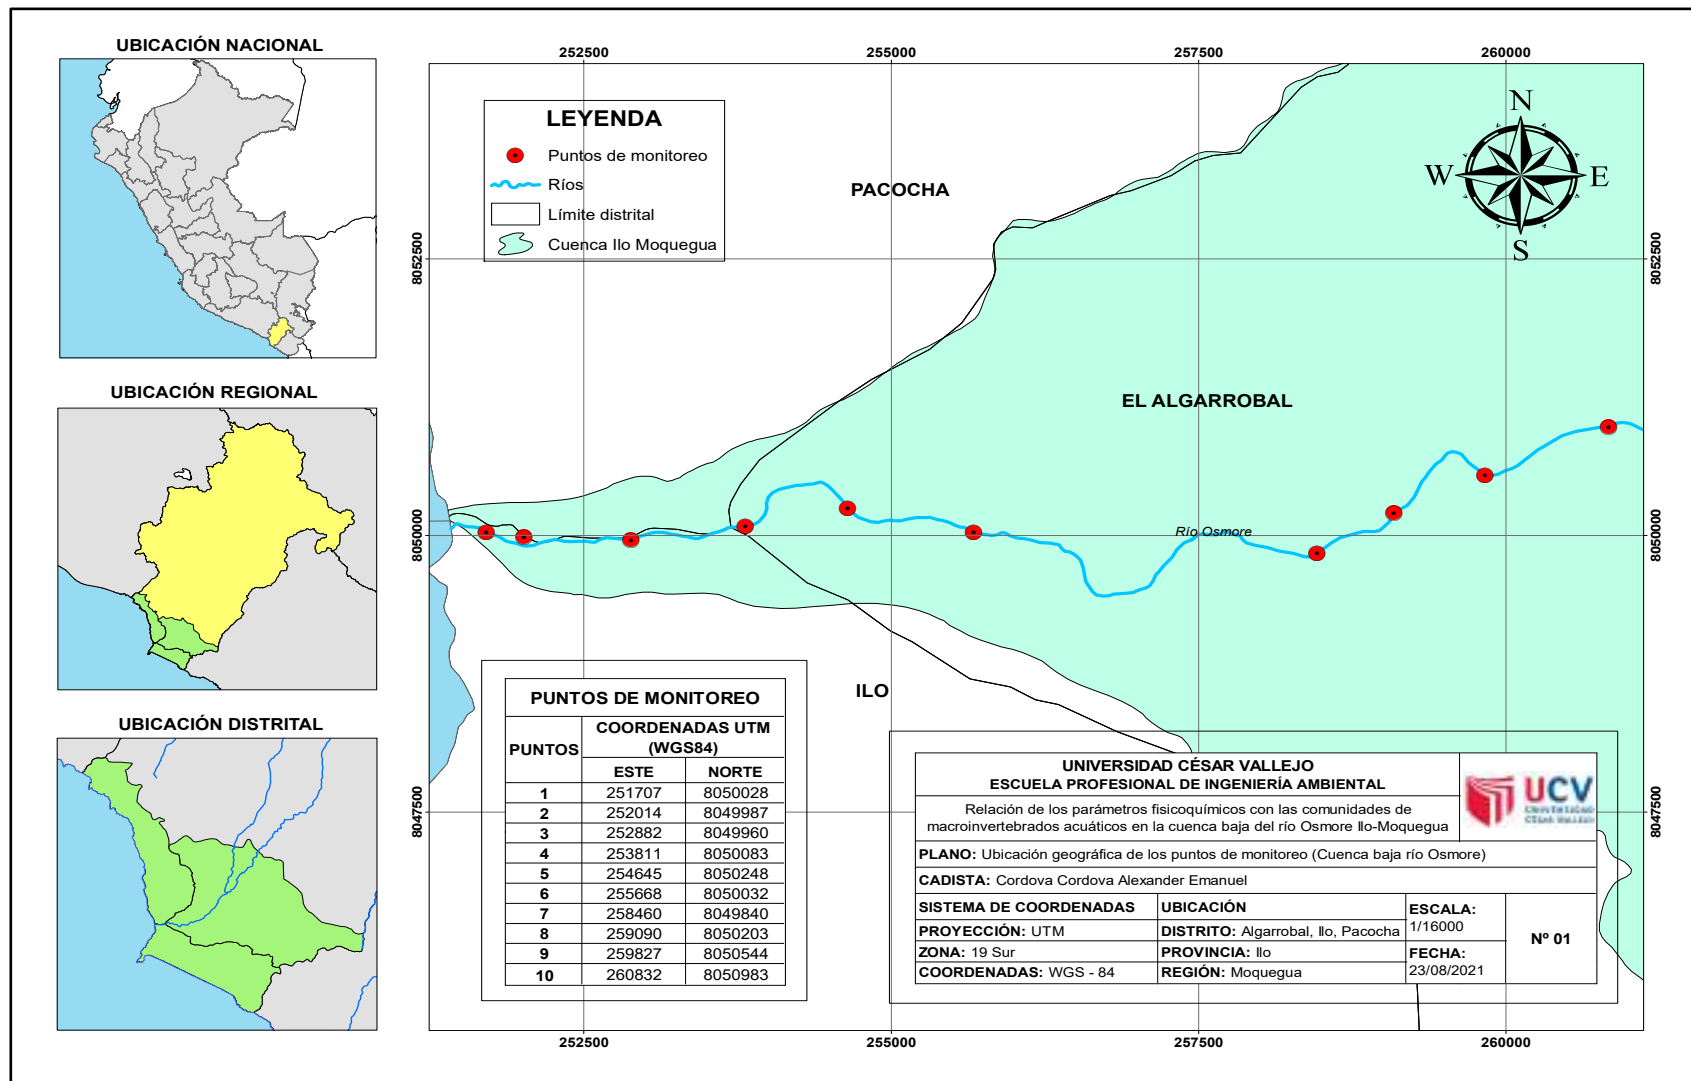 UBICACIÓN NACIONAL
UBICACIÓN REGIONAL
UBICACIÓN DISTRITAL
252500 255000 257500 260000
8052500 8052500
8050000 8050000
8047500 8047500
252500 255000 257500 260000
LEYENDA
Puntos de monitoreo
Ríos
Límite distrital
Cuenca Ilo Moquegua
PACOCHA
EL ALGARROBAL
ILO
Río Osmore
N
W E
S
PUNTOS DE MONITOREO
PUNTOS COORDENADAS UTM
(WGS84)
ESTE NORTE
1 251707 8050028
2 252014 8049987
3 252882 8049960
4 253811 8050083
5 254645 8050248
6 255668 8050032
7 258460 8049840
8 259090 8050203
9 259827 8050544
10 260832 8050983
UNIVERSIDAD CÉSAR VALLEJO
ESCUELA PROFESIONAL DE INGENIERÍA AMBIENTAL
Relación de los parámetros fisicoquímicos con las comunidades de
macroinvertebrados acuáticos en la cuenca baja del río Osmore Ilo-Moquegua
UCV
UNIVERSIDAD
CÉSAR VALLEJO
PLANO: Ubicación geográfica de los puntos de monitoreo (Cuenca baja río Osmore)
CADISTA: Cordova Cordova Alexander Emanuel
SISTEMA DE COORDENADAS
PROYECCIÓN: UTM
ZONA: 19 Sur
COORDENADAS: WGS - 84
UBICACIÓN
DISTRITO: Algarrobal, Ilo, Pacocha
PROVINCIA: Ilo
REGIÓN: Moquegua
ESCALA:
1/16000
FECHA:
23/08/2021
Nº 01